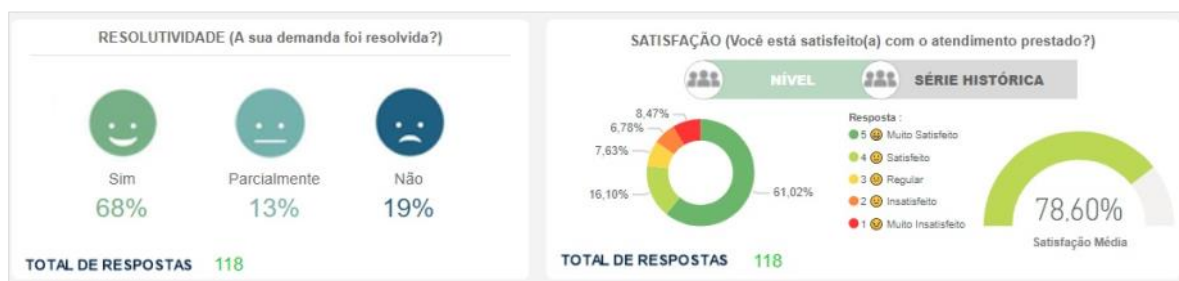 RESOLUTIVIDADE (A sua demanda foi resolvida?)
Sim
Parcialmente
Não
68%
13%
19%
TOTAL DE RESPOSTAS 118
SATISFAÇÃO (Você está satisfeito(a) com o atendimento prestado?)
NÍVEL
SÉRIE HISTÓRICA
8,47%
6,78%
7,63%
16,10%
61,02%
Resposta :
5 Muito Satisfeito
4 Satisfeito
3 Regular
2 Insatisfeito
1 Muito Insatisfeito
78,60%
Satisfação Média
TOTAL DE RESPOSTAS 118